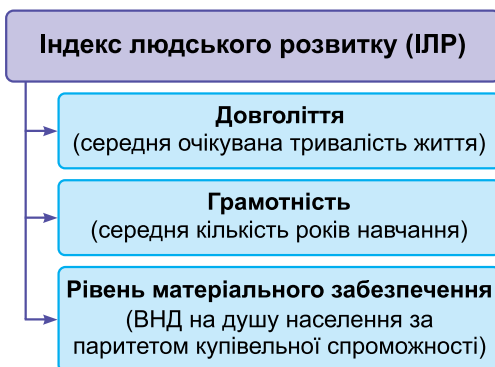 Індекс людського розвитку (ІЛР)
Довголіття
(середня очікувана тривалість життя)
Грамотність
(середня кількість років навчання)
Рівень матеріального забезпечення
(ВНД на душу населення за
паритетом купівельної спроможності)